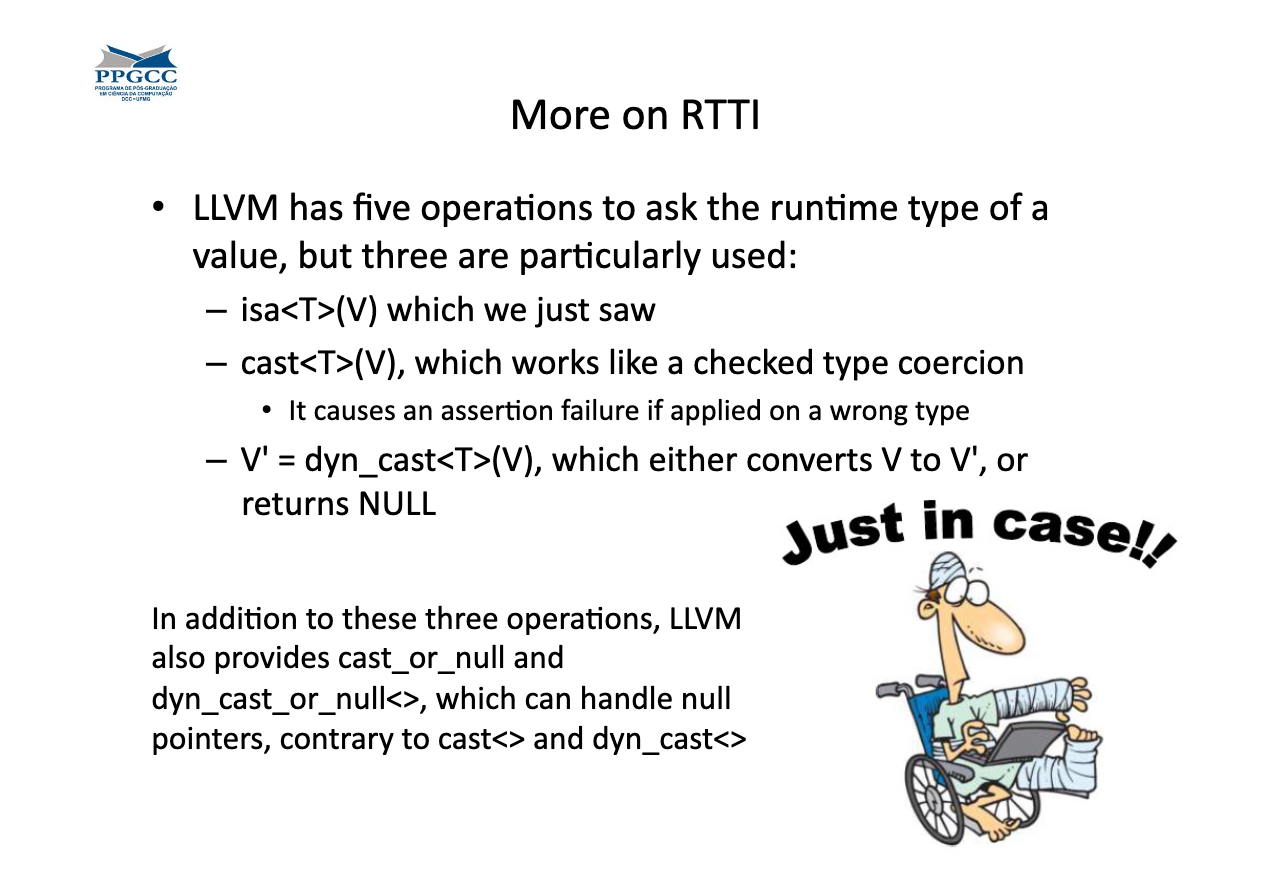 PPGCC
PROGRAMA DE PÓS-GRADUAÇÃO
EM CIÊNCIA DA COMPUTAÇÃO
DCC - UFMG
More on RTTI
• LLVM has five operations to ask the runtime type of a
value, but three are particularly used:
– isa<T>(V) which we just saw
– cast<T>(V), which works like a checked type coercion
• It causes an assertion failure if applied on a wrong type
– V' = dyn_cast<T>(V), which either converts V to V', or
returns NULL
Just in case!!
In addition to these three operations, LLVM
also provides cast_or_null and
dyn_cast_or_null<>, which can handle null
pointers, contrary to cast<> and dyn_cast<>